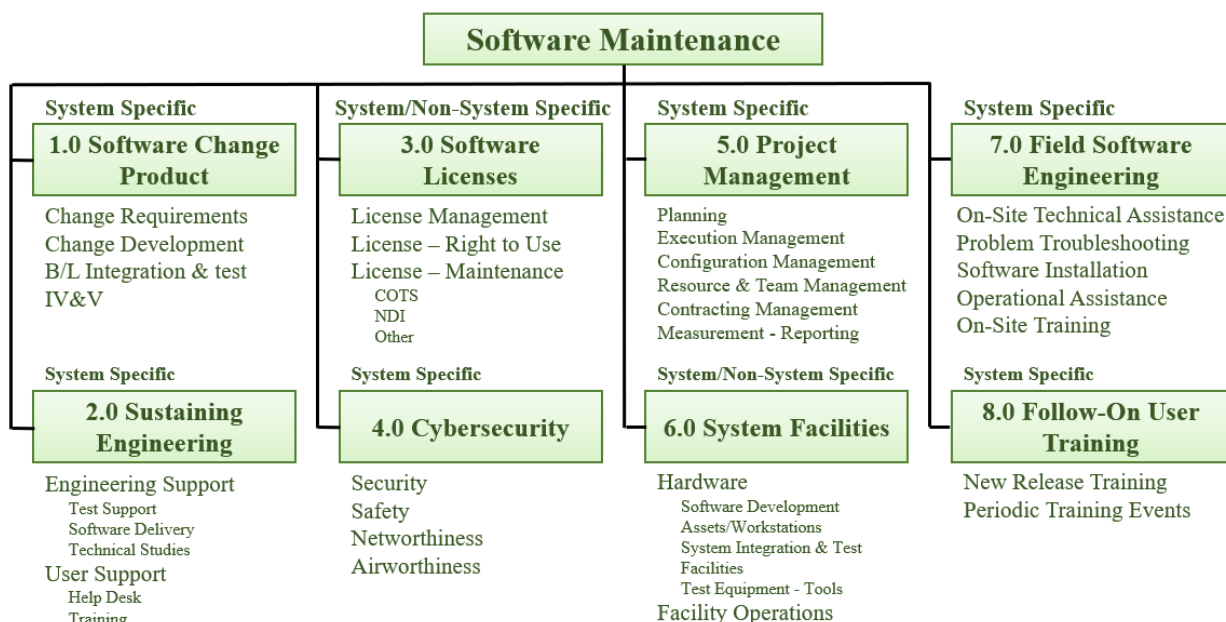 Software Maintenance
System Specific
1.0 Software Change
Product
Change Requirements
Change Development
B/L Integration & test
IV&V
System Specific
2.0 Sustaining
Engineering
Engineering Support
Test Support
Software Delivery
Technical Studies
User Support
Help Desk
Training
System/Non-System Specific
3.0 Software
Licenses
License Management
License – Right to Use
License – Maintenance
COTS
NDI
Other
System Specific
4.0 Cybersecurity
Security
Safety
Networthiness
Airworthiness
System Specific
5.0 Project
Management
Planning
Execution Management
Configuration Management
Resource & Team Management
Contracting Management
Measurement - Reporting
System/Non-System Specific
6.0 System Facilities
Hardware
Software Development
Assets/Workstations
System Integration & Test
Facilities
Test Equipment - Tools
Facility Operations
System Specific
7.0 Field Software
Engineering
On-Site Technical Assistance
Problem Troubleshooting
Software Installation
Operational Assistance
On-Site Training
System Specific
8.0 Follow-On User
Training
New Release Training
Periodic Training Events